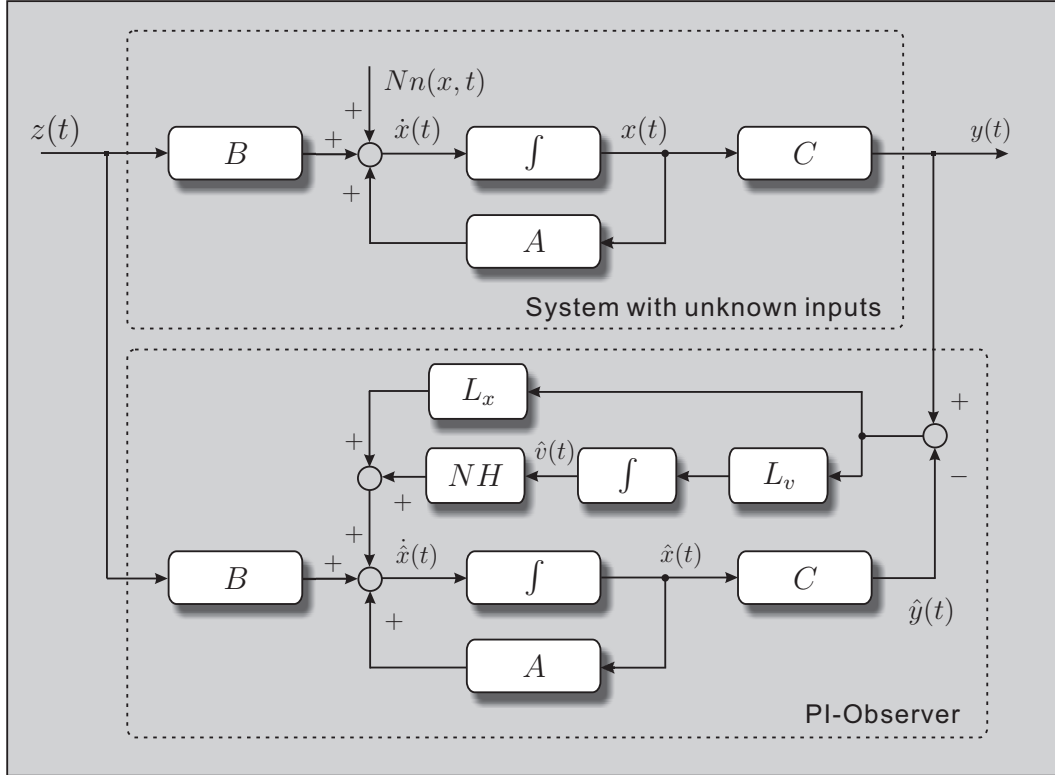 Nn(x, t)
z(t)
+
B
+
ẋ(t)
∫
x(t)
C
y(t)
+
A
System with unknown inputs
L_x
+
+
NH
v̂(t)
∫
L_v
−
+
+
B
+
x̂̇(t)
∫
x̂(t)
C
ŷ(t)
+
A
PI-Observer